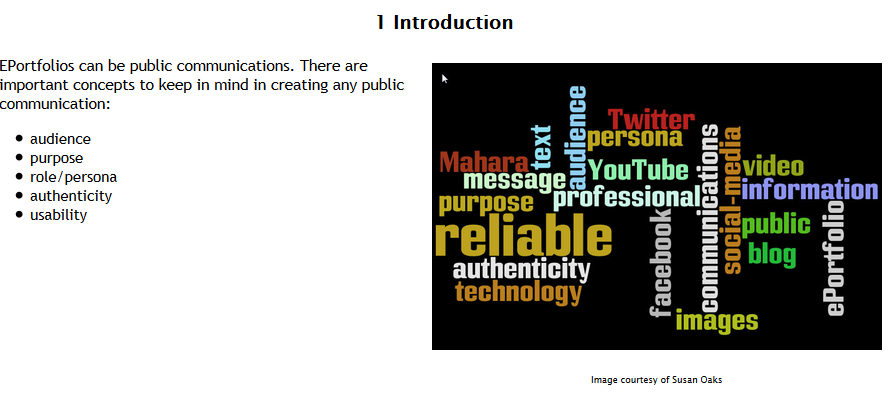 1 Introduction
EPortfolios can be public communications. There are
important concepts to keep in mind in creating any public
communication:
• audience
• purpose
• role/persona
• authenticity
• usability
audience
Twitter
text
persona
Mahara
YouTube
communications
social-media
video
message
information
professional
purpose
facebook
ePortfolio
public
reliable
blog
authenticity
technology
images
Image courtesy of Susan Oaks